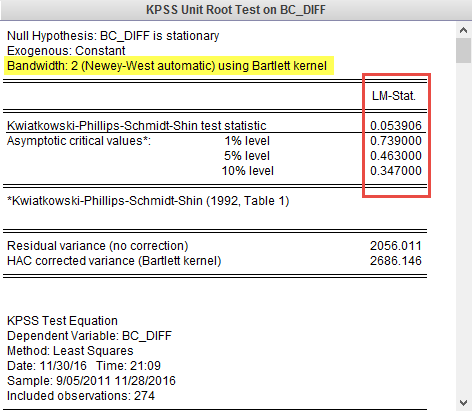 KPSS Unit Root Test on BC_DIFF
Null Hypothesis: BC_DIFF is stationary
Exogenous: Constant
Bandwidth: 2 (Newey-West automatic) using Bartlett kernel
LM-Stat.
Kwiatkowski-Phillips-Schmidt-Shin test statistic 0.053906
Asymptotic critical values*: 1% level 0.739000
5% level 0.463000
10% level 0.347000
*Kwiatkowski-Phillips-Schmidt-Shin (1992, Table 1)
Residual variance (no correction) 2056.011
HAC corrected variance (Bartlett kernel) 2686.146
KPSS Test Equation
Dependent Variable: BC_DIFF
Method: Least Squares
Date: 11/30/16 Time: 21:09
Sample: 9/05/2011 11/28/2016
Included observations: 274